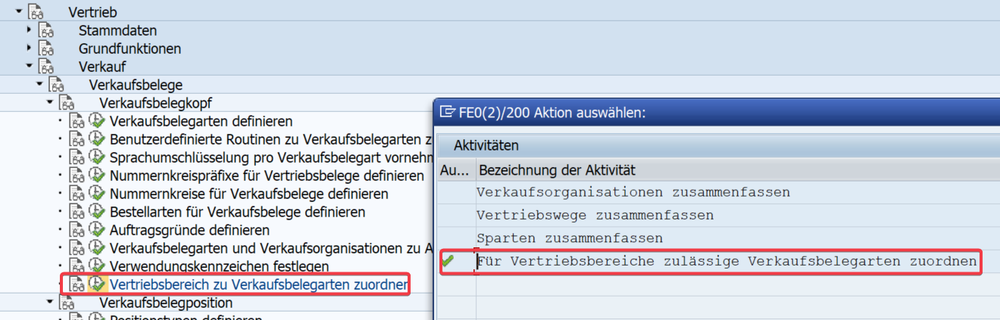 Vertrieb
Stammdaten
Grundfunktionen
Verkauf
Verkaufsbelege
Verkaufsbelegkopf
Verkaufsbelegarten definieren
Benutzerdefinierte Routinen zu Verkaufsbelegarten z
Sprachumschlüsselung pro Verkaufsbelegart vornehm
Nummernkreispräfixe für Vertriebsbelege definieren
Nummernkreise für Verkaufsbelege definieren
Bestellarten für Verkaufsbelege definieren
Auftragsgründe definieren
Verkaufsbelegarten und Verkaufsorganisationen zu A
Verwendungskennzeichen festlegen
Vertriebsbereich zu Verkaufsbelegarten zuordnen
Verkaufsbelegposition
Positionstypen definieren
FE0(2)/200 Aktion auswählen:
Aktivitäten
Au... Bezeichnung der Aktivität
Verkaufsorganisationen zusammenfassen
Vertriebswege zusammenfassen
Sparten zusammenfassen
Für Vertriebsbereiche zulässige Verkaufsbelegarten zuordnen